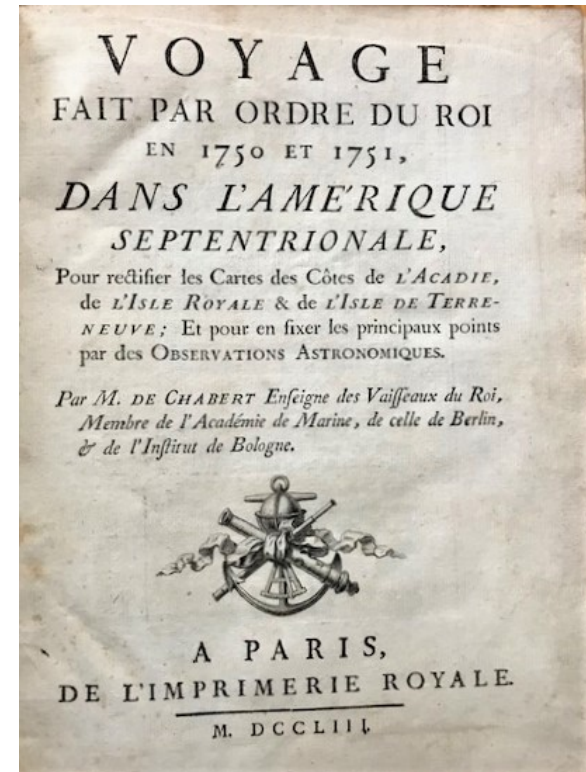 VOYAGE
FAIT PAR ORDRE DU ROI
EN 1750 ET 1751,
DANS L'AMÉRIQUE
SEPTENTRIONALE,
Pour rectifier les Cartes des Côtes de L'ACADIE,
de L'ISLE ROYALE & de L'ISLE DE TERRE-
NEUVE; Et pour en fixer les principaux points
par des OBSERVATIONS ASTRONOMIQUES.
Par M. DE CHABERT Enſeigne des Vaiſſeaux du Roi,
Membre de l'Académie de Marine, de celle de Berlin,
& de l'Inſtitut de Bologne.
A PARIS,
DE L'IMPRIMERIE ROYALE.
M. DCCLIII.